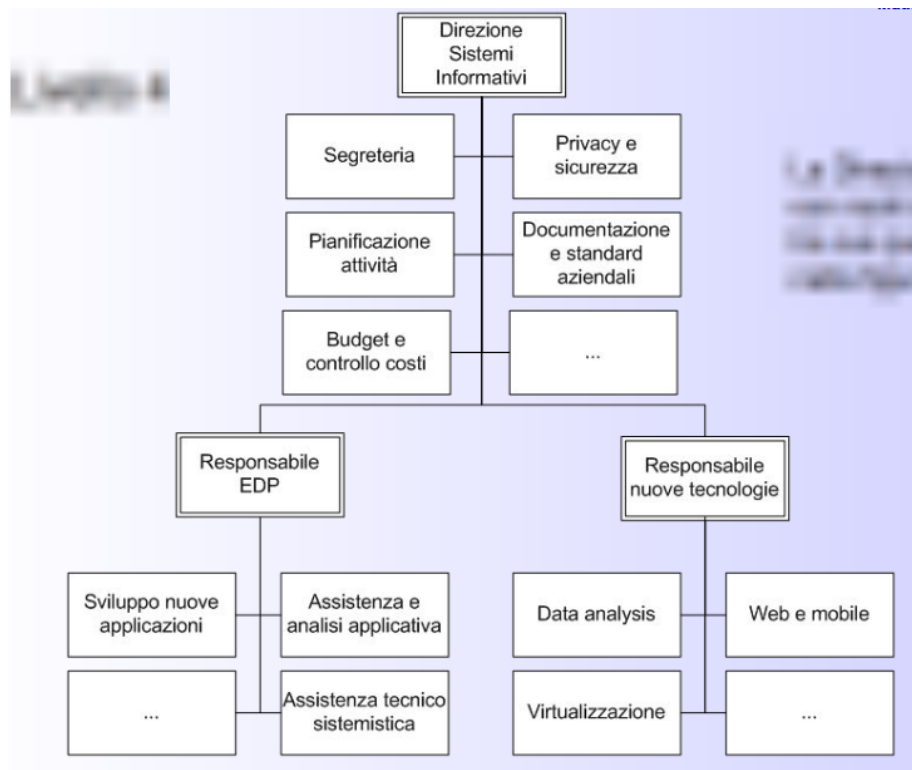 Direzione
Sistemi
Informativi
Segreteria
Privacy e
sicurezza
Pianificazione
attività
Documentazione
e standard
aziendali
Budget e
controllo costi
...
Responsabile
EDP
Responsabile
nuove tecnologie
Sviluppo nuove
applicazioni
Assistenza e
analisi applicativa
Data analysis
Web e mobile
...
Assistenza tecnico
sistemistica
Virtualizzazione
...